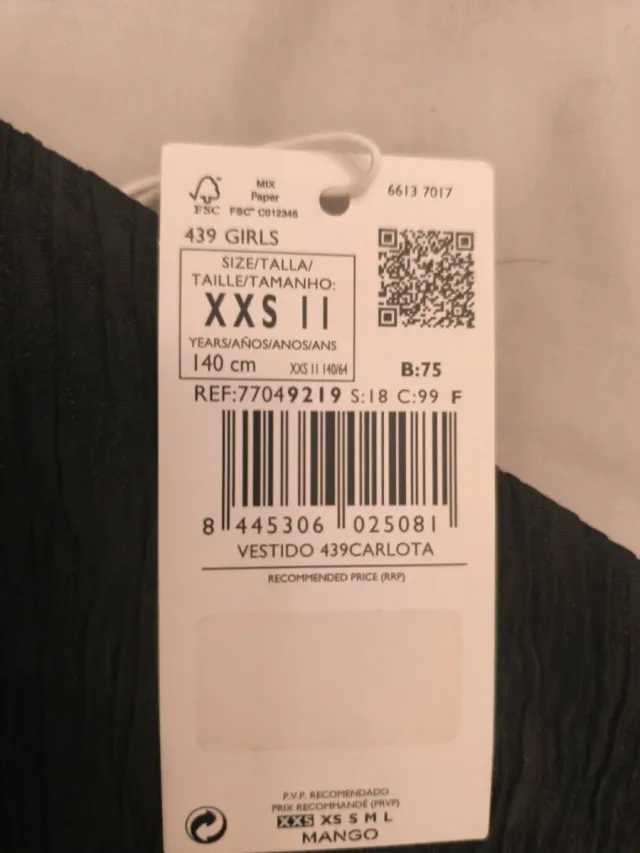 MIX
Paper
FSC FSC™ C012345
6613 7017
439 GIRLS
SIZE/TALLA/
TAILLE/TAMANHO:
XXS 11
YEARS/AÑOS/ANOS/ANS
140 cm XXS 11 140/64
B:75
REF:77049219 S:18 C:99 F
8 445306 025081
VESTIDO 439CARLOTA
RECOMMENDED PRICE (RRP)
P.V.P. RECOMENDADO
PRIX RECOMMANDÉ (PRVP)
XXS XS S M L
MANGO